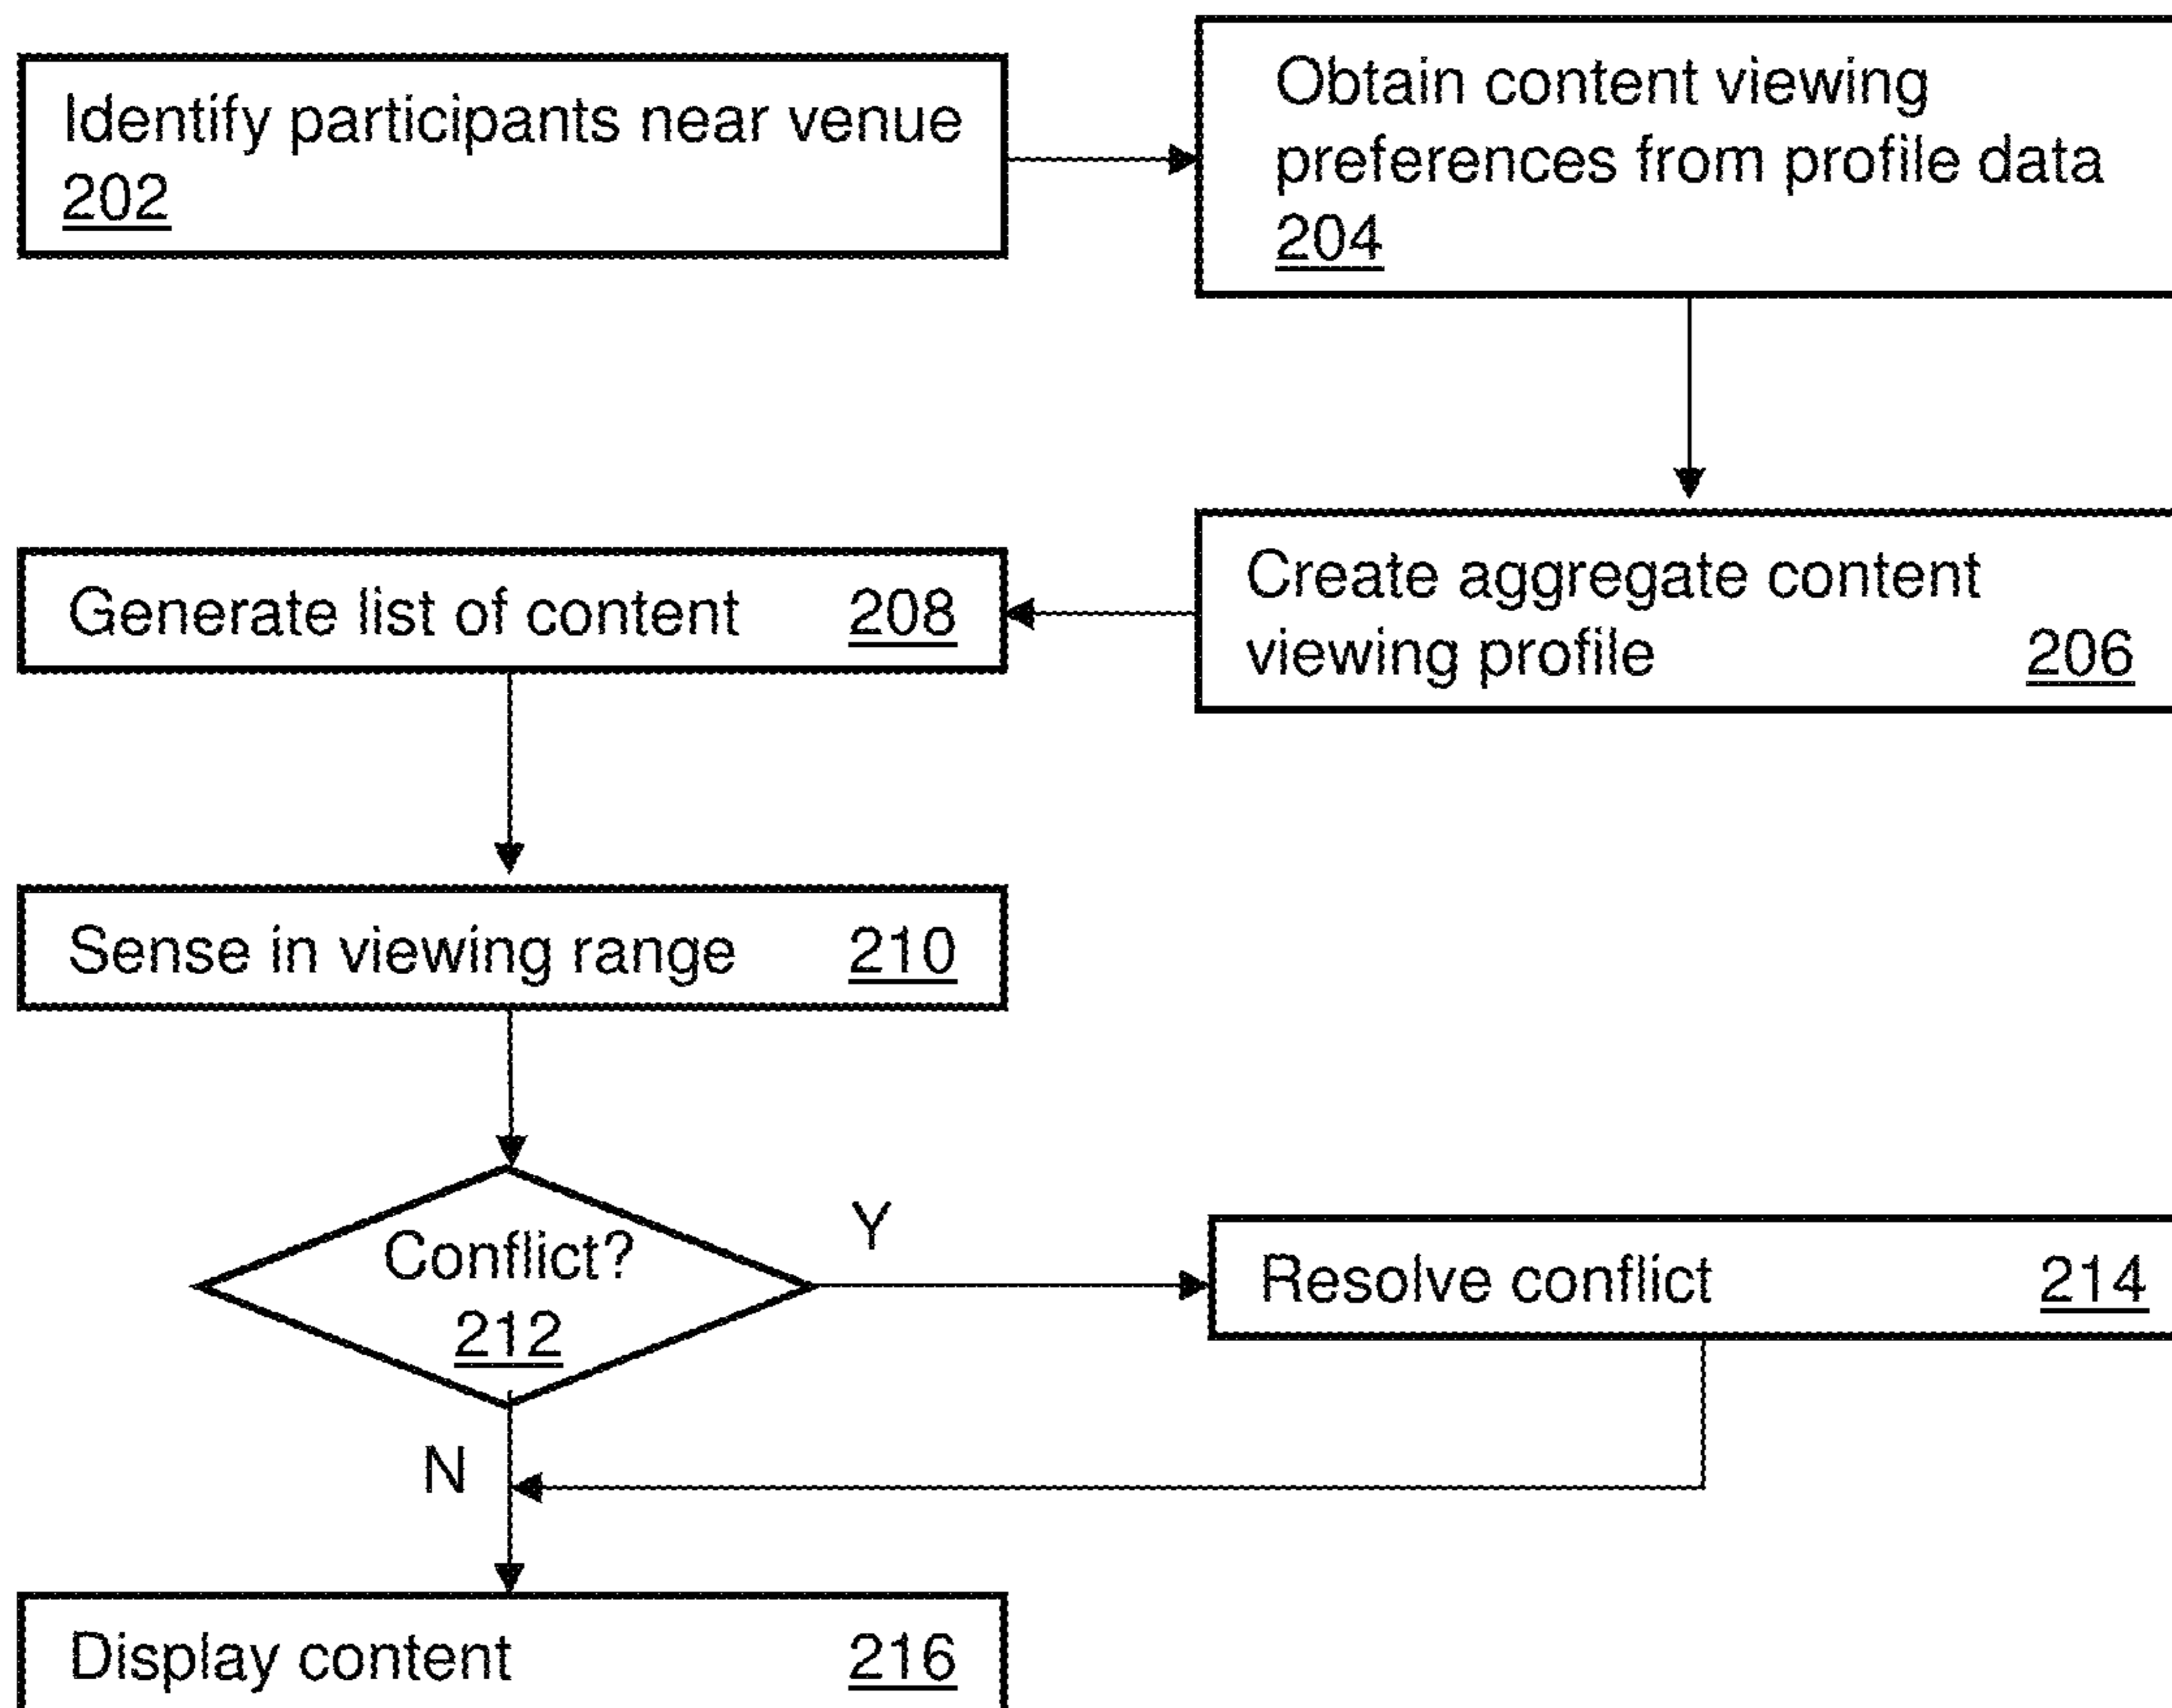 Identify participants near venue
202
Obtain content viewing
preferences from profile data
204
Create aggregate content
viewing profile 206
Generate list of content 208
Sense in viewing range 210
Conflict?
212
Y
Resolve conflict 214
N
Display content 216